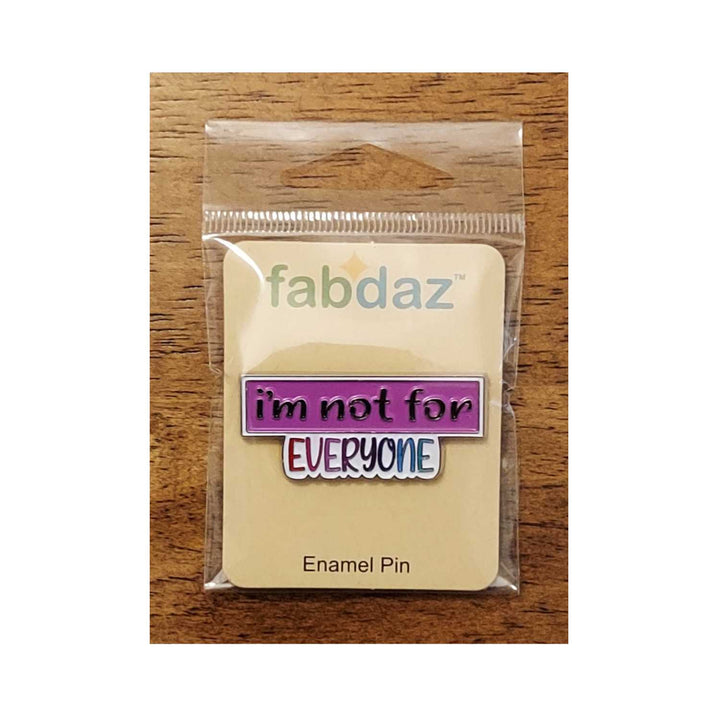 fabdaz™
i'm not for
EVERYONE
Enamel Pin